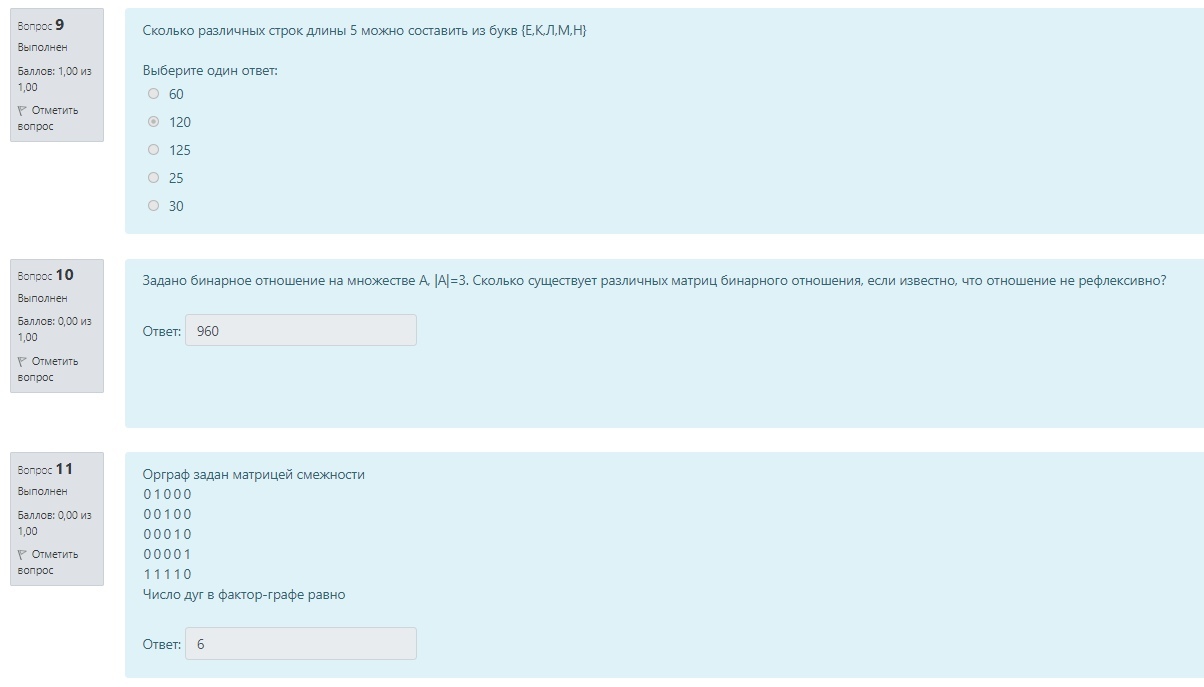 Вопрос 9
Выполнен
Баллов: 1,00 из
1,00
Отметить
вопрос
Сколько различных строк длины 5 можно составить из букв {Е,К,Л,М,Н}
Выберите один ответ:
60
120
125
25
30
Вопрос 10
Выполнен
Баллов: 0,00 из
1,00
Отметить
вопрос
Задано бинарное отношение на множестве А, |A|=3. Сколько существует различных матриц бинарного отношения, если известно, что отношение не рефлексивно?
Ответ: 960
Вопрос 11
Выполнен
Баллов: 0,00 из
1,00
Отметить
вопрос
Орграф задан матрицей смежности
0 1 0 0 0
0 0 1 0 0
0 0 0 1 0
0 0 0 0 1
1 1 1 1 0
Число дуг в фактор-графе равно
Ответ: 6